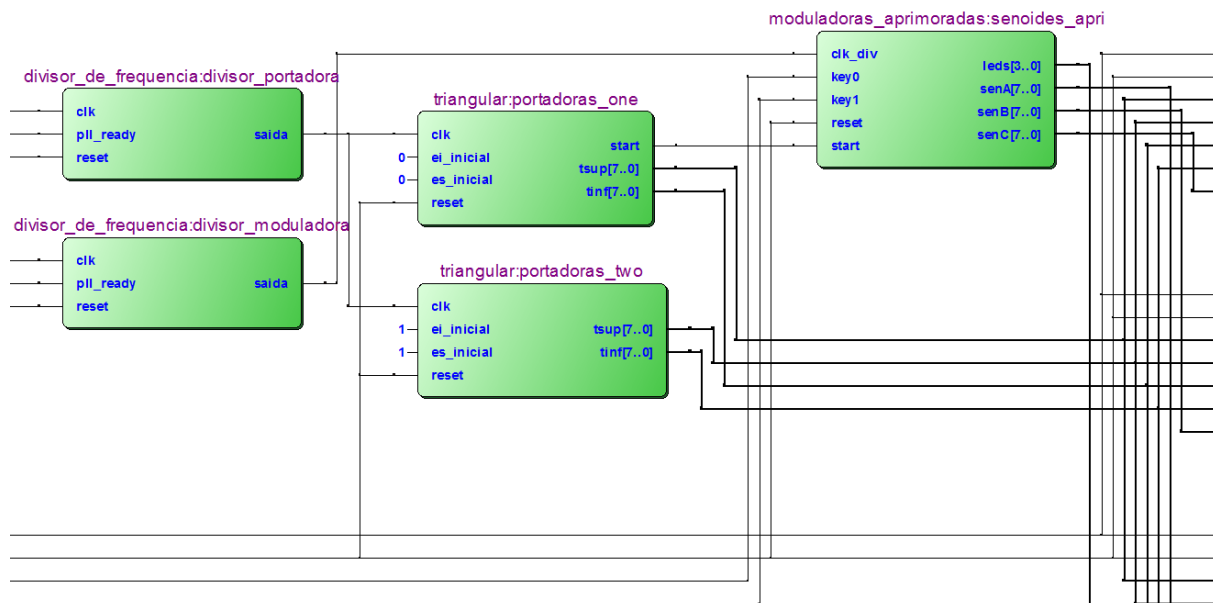 divisor_de_frequencia:divisor_portadora
clk
pll_ready
reset
saida
divisor_de_frequencia:divisor_moduladora
clk
pll_ready
reset
saida
triangular:portadoras_one
clk
0 ei_inicial
0 es_inicial
reset
start
tsup[7..0]
tinf[7..0]
triangular:portadoras_two
clk
1 ei_inicial
1 es_inicial
reset
tsup[7..0]
tinf[7..0]
moduladoras_aprimoradas:senoides_apri
clk_div
key0
key1
reset
start
leds[3..0]
senA[7..0]
senB[7..0]
senC[7..0]